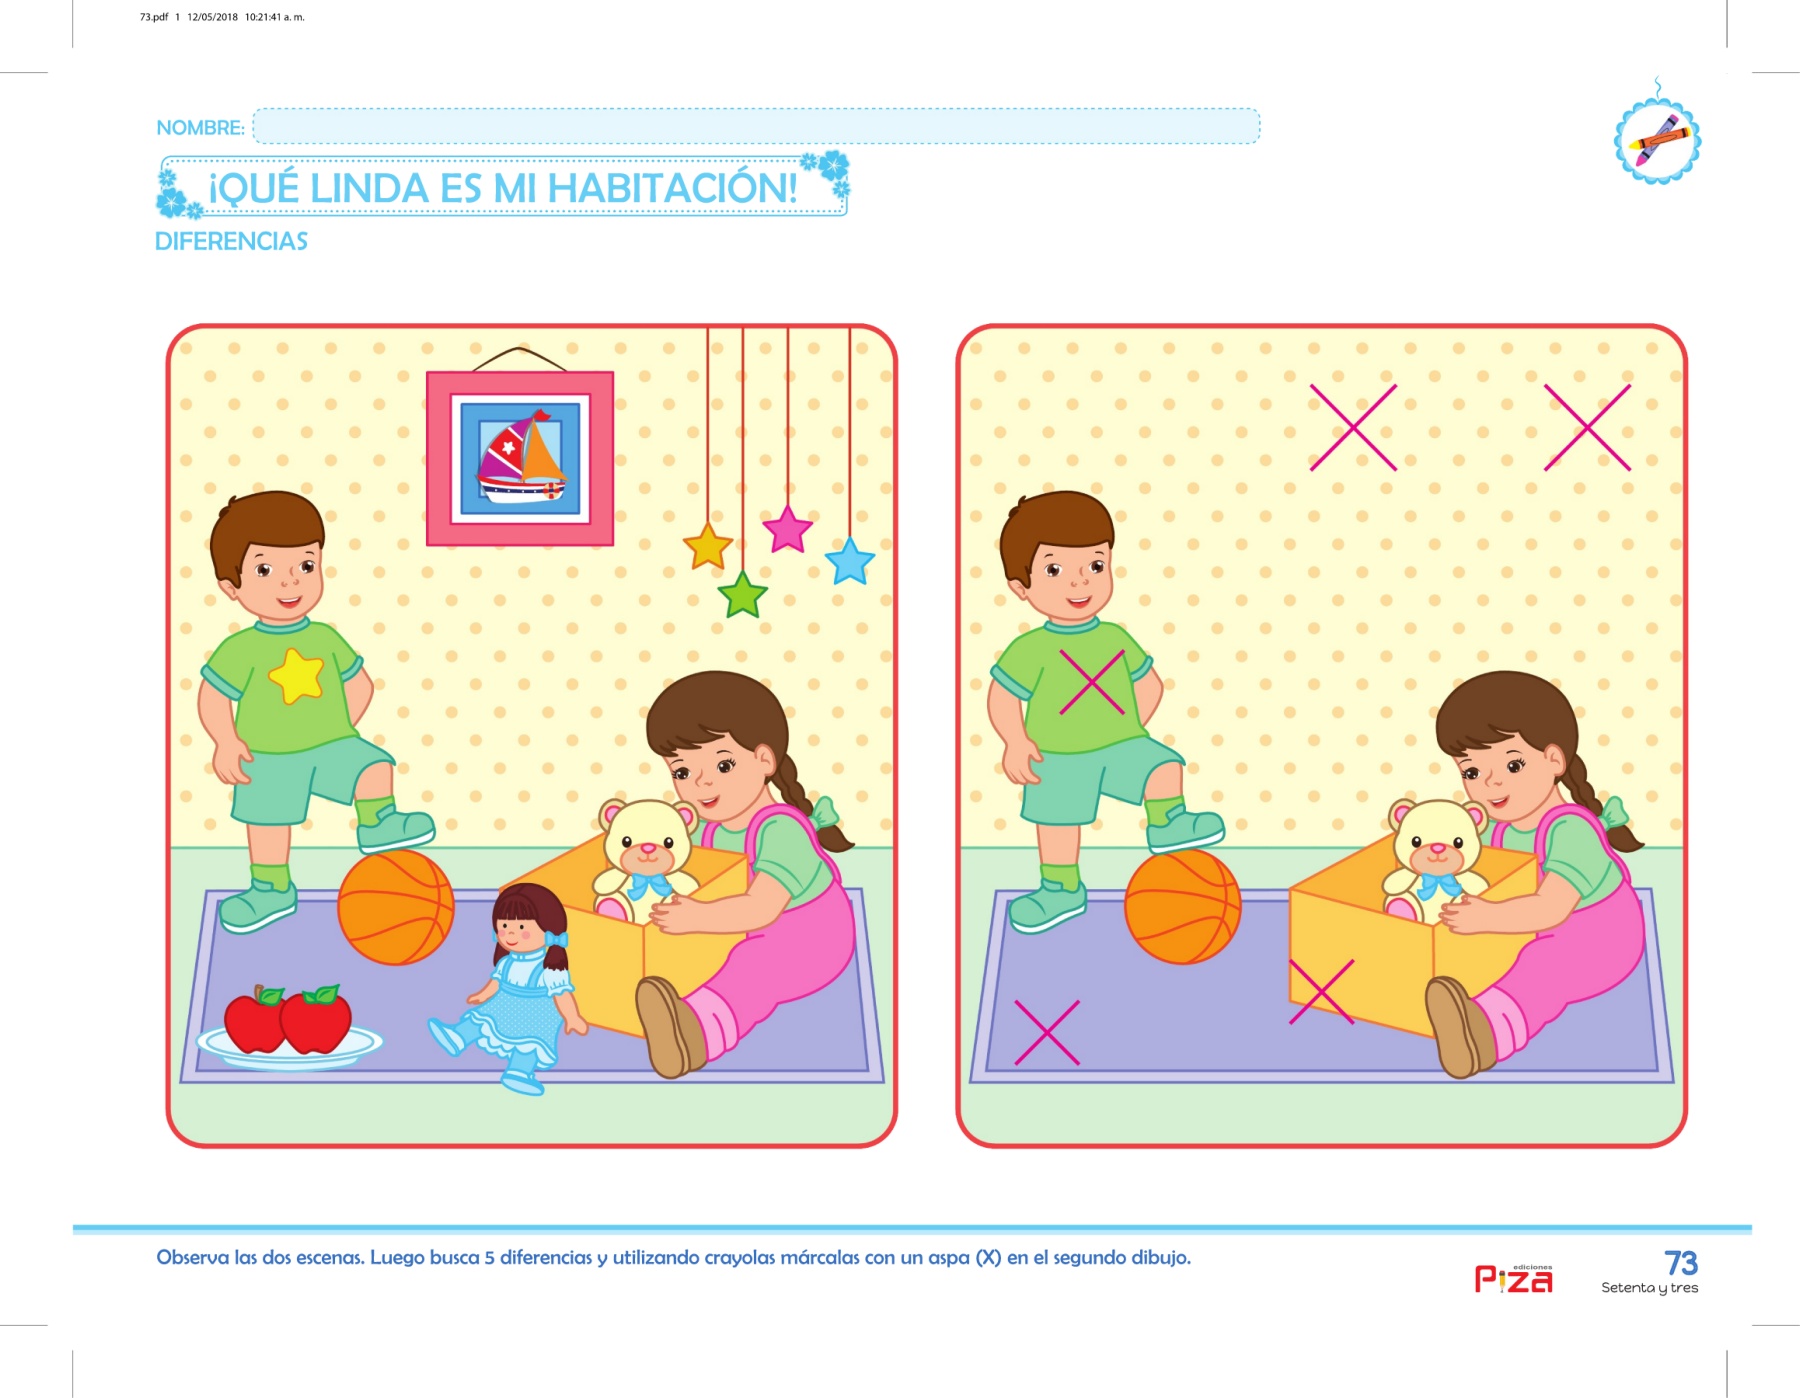 73.pdf 1 12/05/2018 10:21:41 a. m.
NOMBRE:
¡QUÉ LINDA ES MI HABITACIÓN!
DIFERENCIAS
Observa las dos escenas. Luego busca 5 diferencias y utilizando crayolas márcalas con un aspa (X) en el segundo dibujo.
ediciones
Piza
73
Setenta y tres